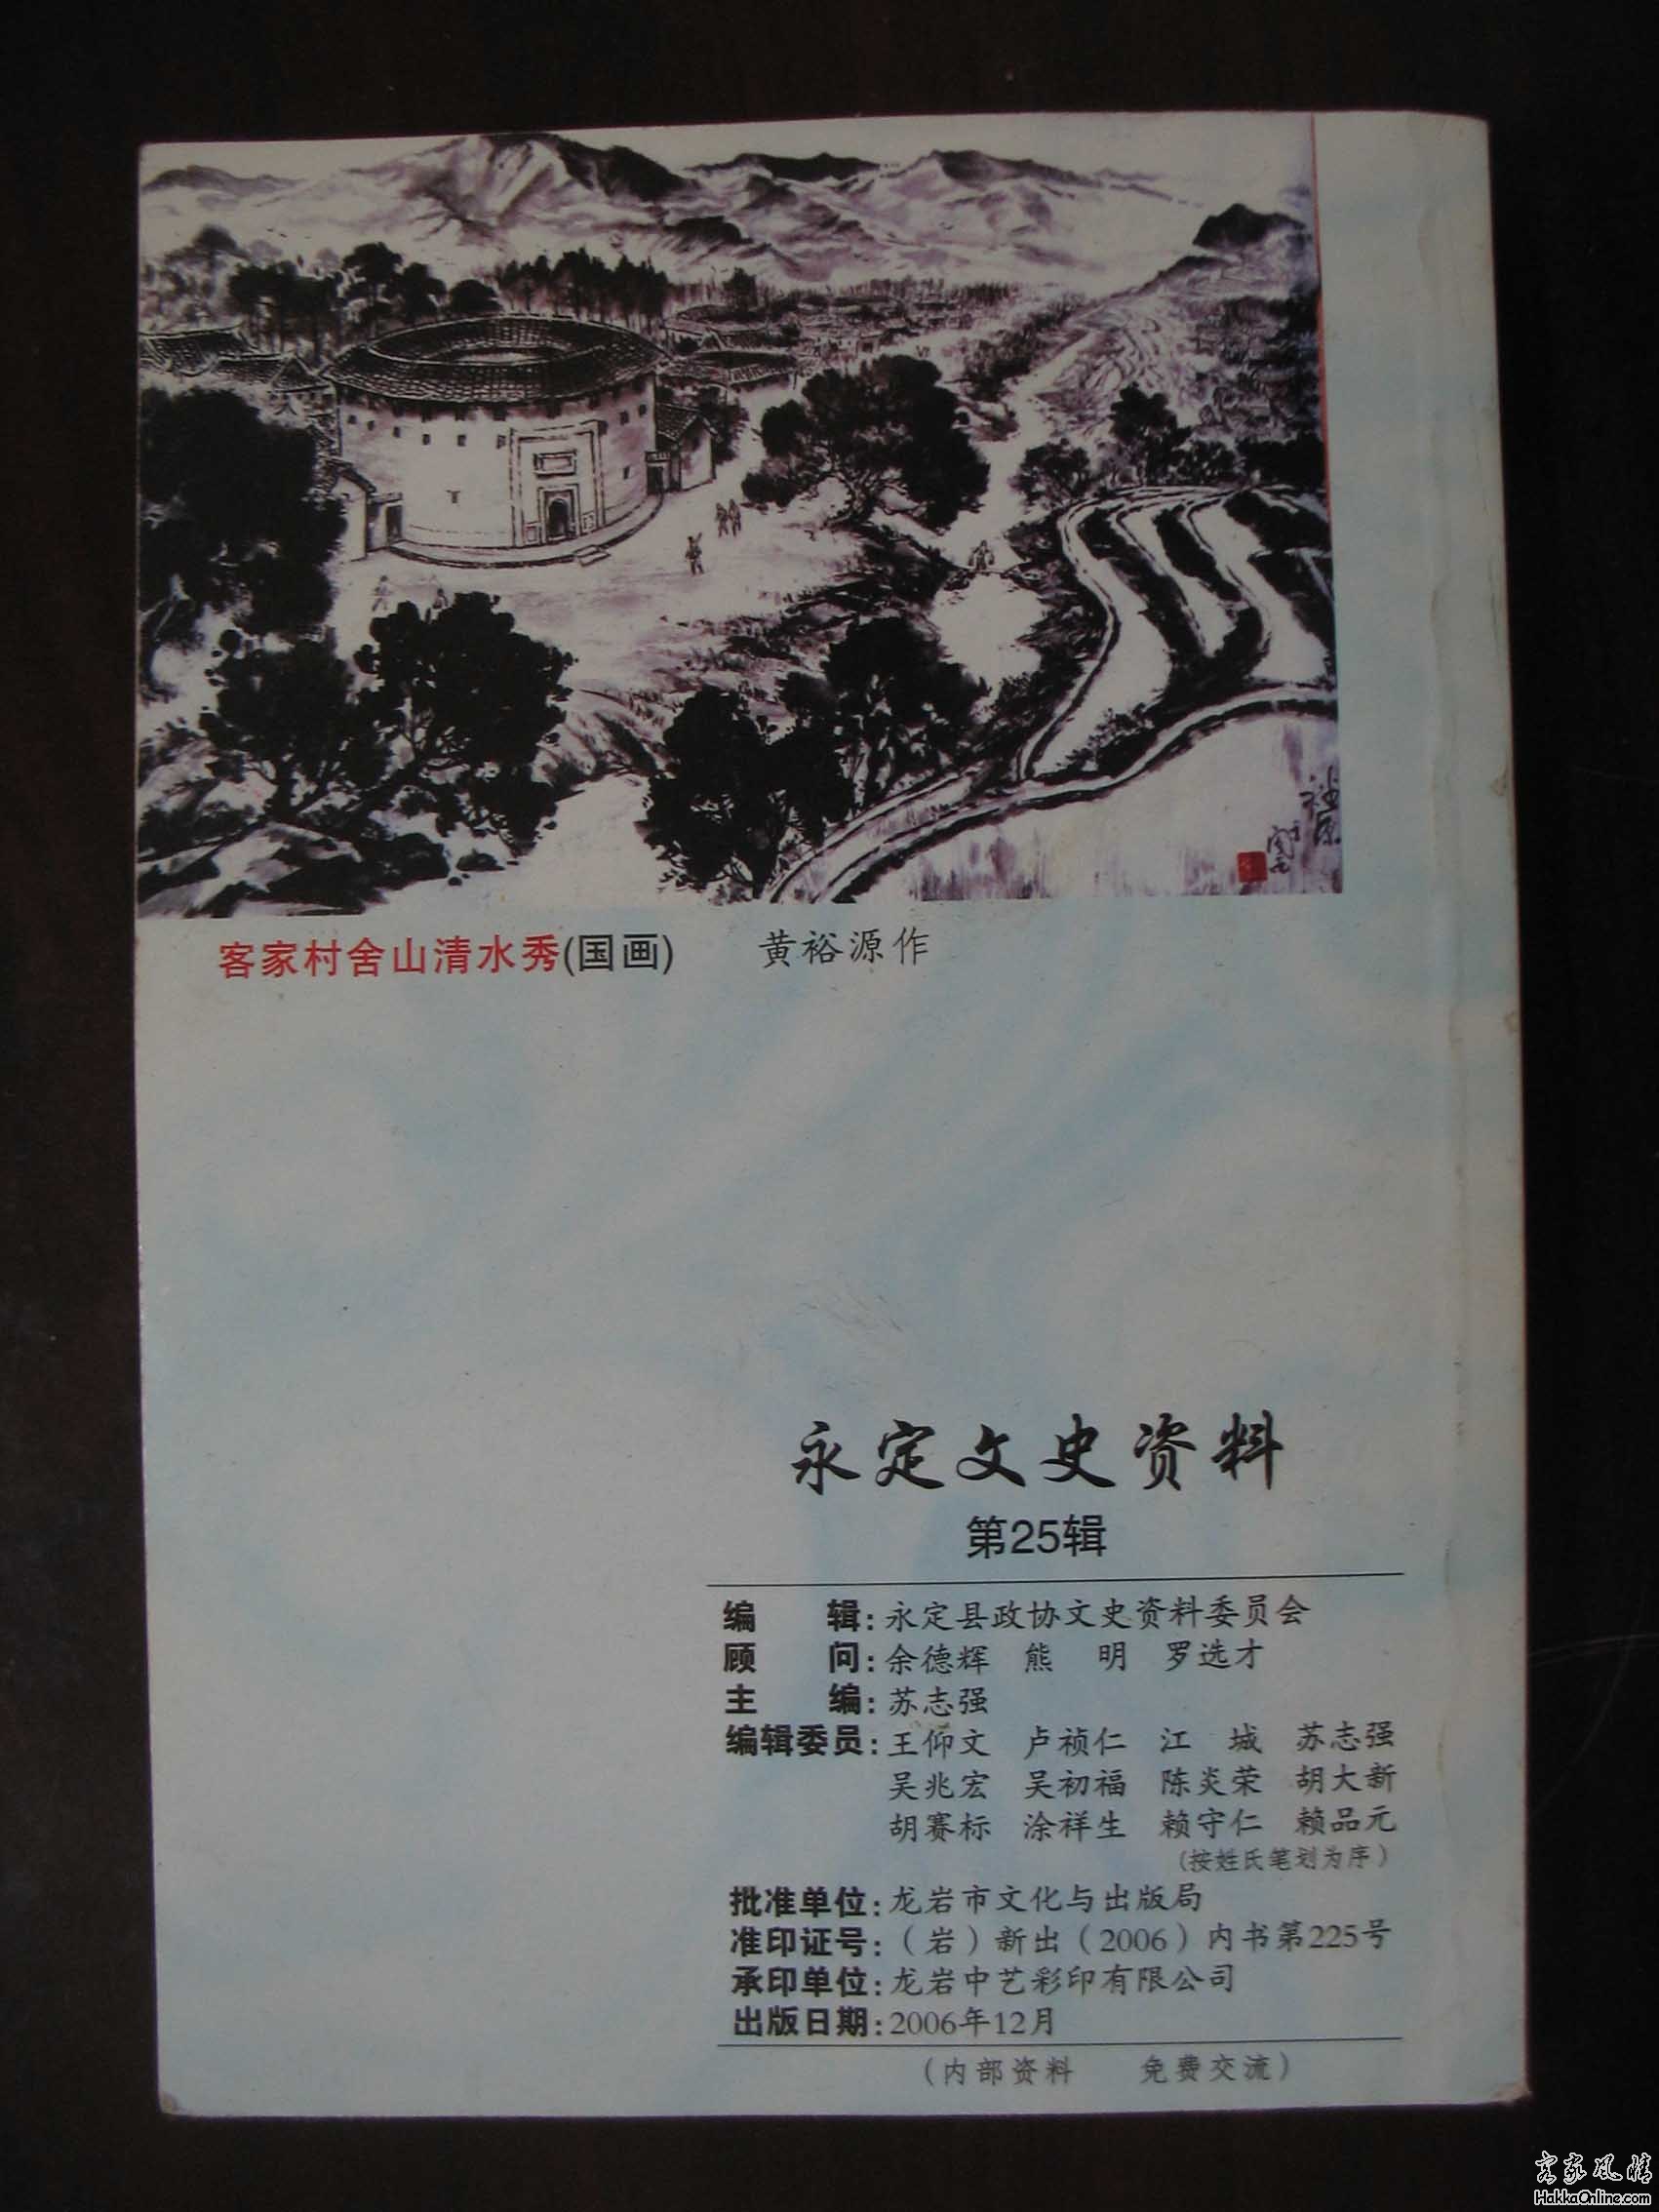 客家村舍山清水秀(国画) 黄裕源作
永定文史资料
第25辑
编 辑:永定县政协文史资料委员会
顾 问:余德辉 熊 明 罗选才
主 编:苏志强
编辑委员:王仰文 卢祯仁 江 城 苏志强
吴兆宏 吴初福 陈炎荣 胡大新
胡赛标 涂祥生 赖守仁 赖品元
(按姓氏笔划为序)
批准单位:龙岩市文化与出版局
准印证号:(岩)新出(2006)内书第225号
承印单位:龙岩中艺彩印有限公司
出版日期:2006年12月
(内部资料 免费交流)
客家风情
HakkaOnline.com